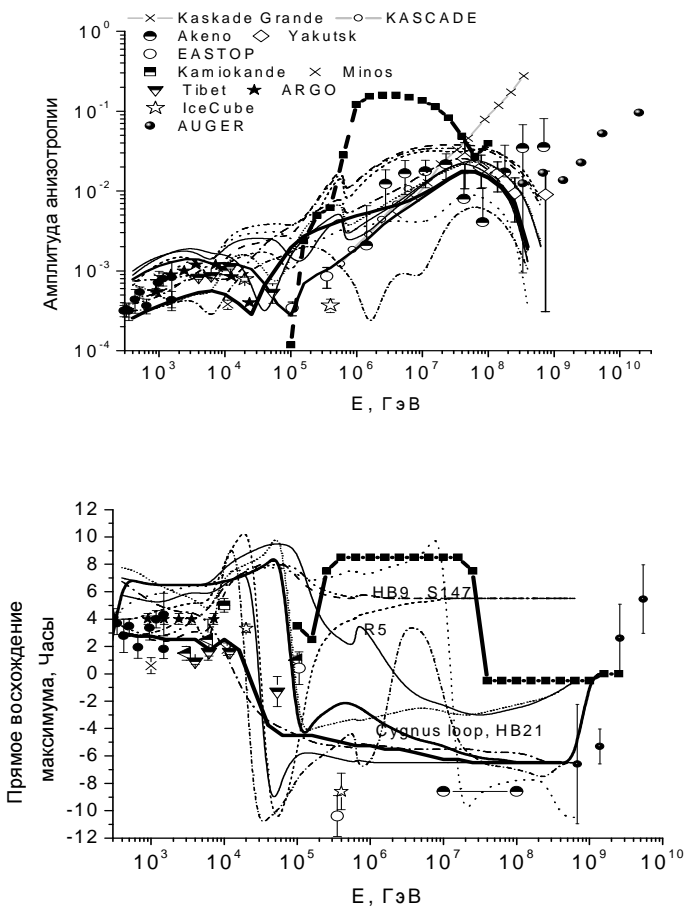 Kaskade Grande KASCADE
Akeno Yakutsk
EASTOP
Kamiokande Minos
Tibet ARGO
IceCube
AUGER
Амплитуда анизотропии
10^0
10^-1
10^-2
10^-3
10^-4
10^3 10^4 10^5 10^6 10^7 10^8 10^9 10^10
E, ГэВ
Прямое восхождение
максимума, Часы
12
10
8
6
4
2
0
-2
-4
-6
-8
-10
-12
HB9 S147
R5
Cygnus loop, HB21
10^3 10^4 10^5 10^6 10^7 10^8 10^9 10^10
E, ГэВ